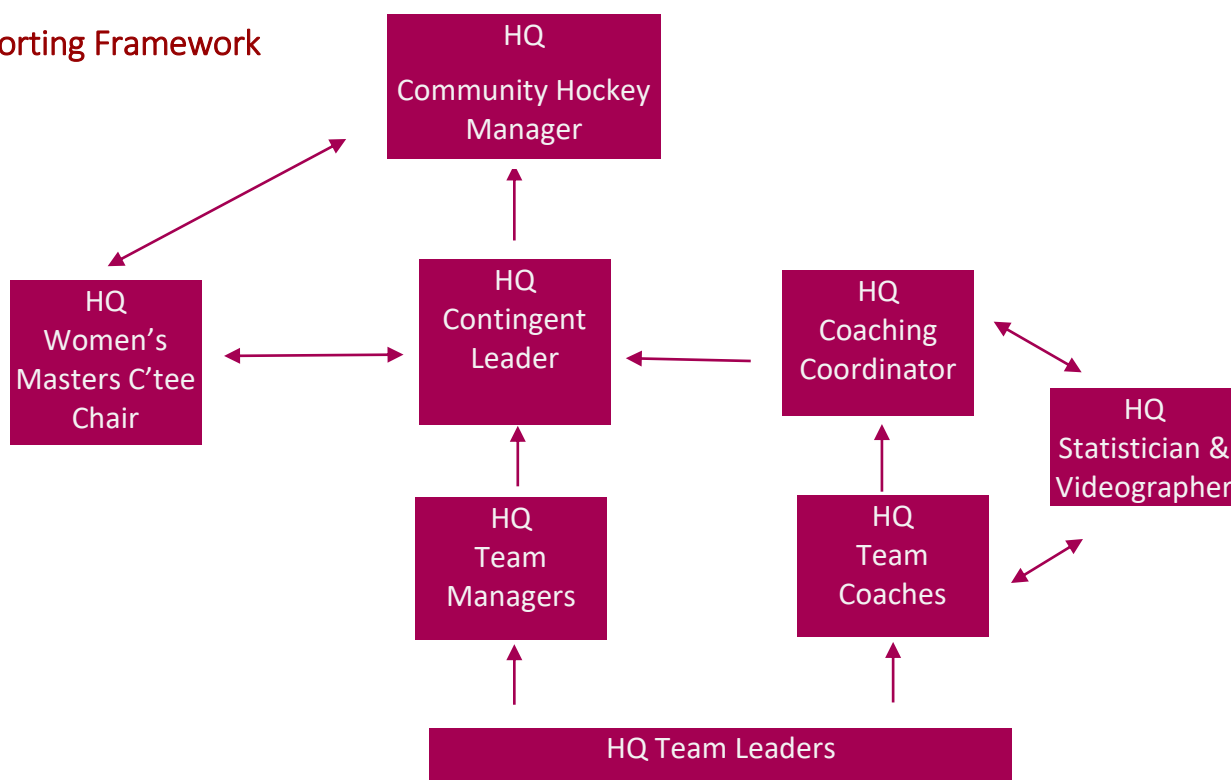 orting Framework
HQ
Community Hockey
Manager
HQ
Women’s
Masters C’tee
Chair
HQ
Contingent
Leader
HQ
Coaching
Coordinator
HQ
Statistician &
Videographer
HQ
Team
Managers
HQ
Team
Coaches
HQ Team Leaders